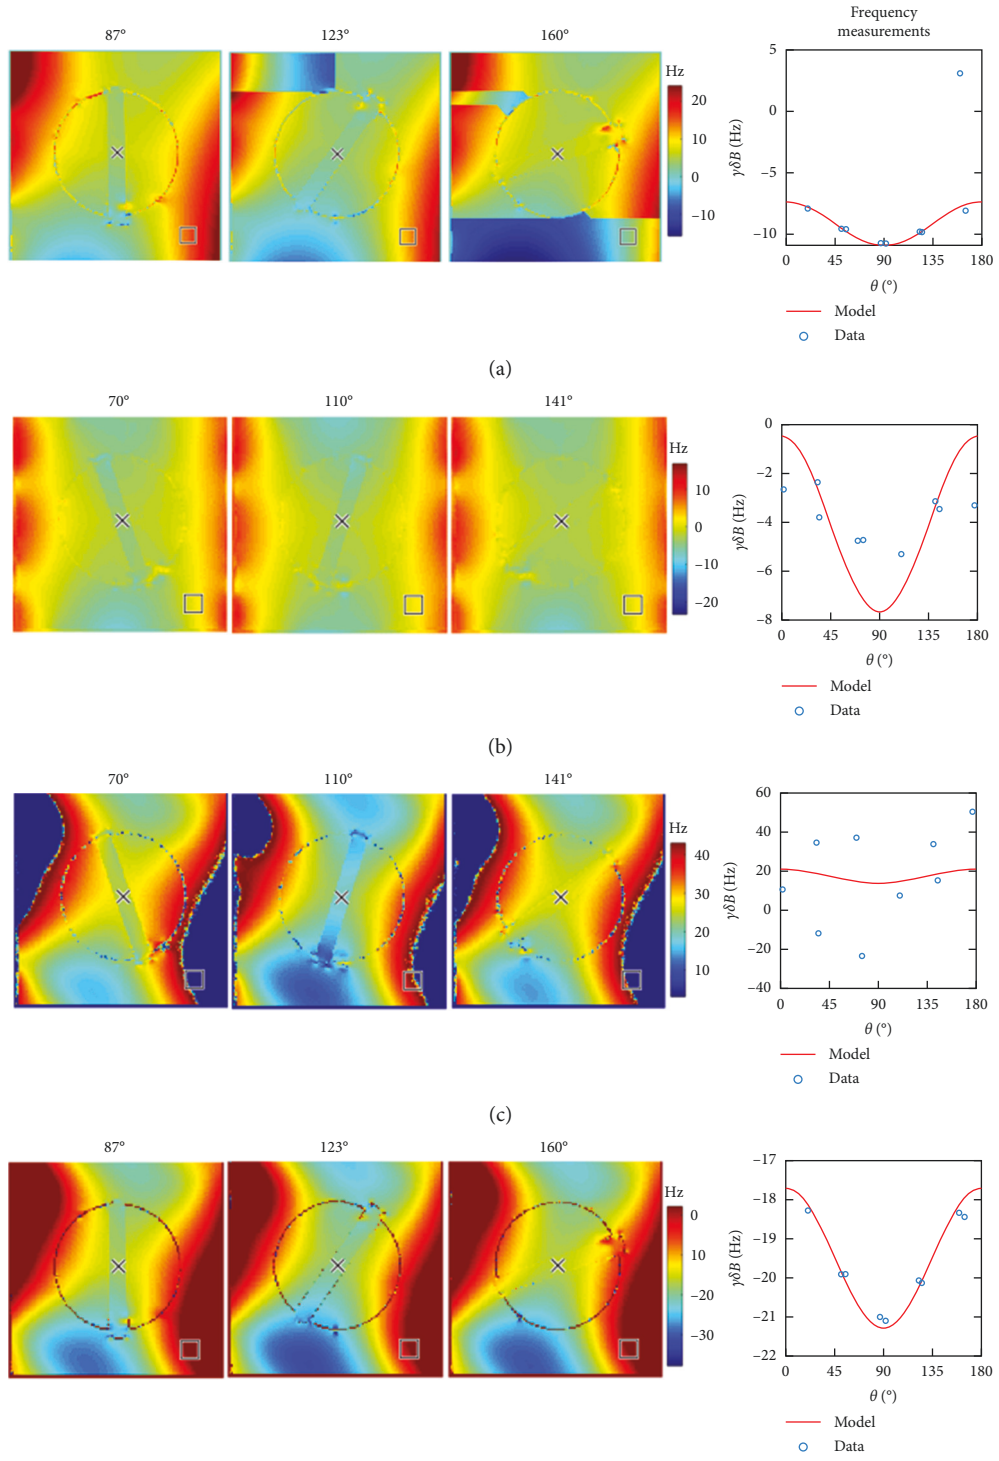 Frequency
measurements
87°
123°
160°
Hz
20
10
0
−10
5
0
−5
−10
γδB (Hz)
0 45 90 135 180
θ (°)
Model
Data
(a)
70°
110°
141°
Hz
10
0
−10
−20
0
−2
−4
−6
−8
γδB (Hz)
0 45 90 135 180
θ (°)
Model
Data
(b)
70°
110°
141°
Hz
40
30
20
10
60
40
20
0
−20
−40
γδB (Hz)
0 45 90 135 180
θ (°)
Model
Data
(c)
87°
123°
160°
Hz
0
−10
−20
−30
−17
−18
−19
−20
−21
−22
γδB (Hz)
0 45 90 135 180
θ (°)
Model
Data